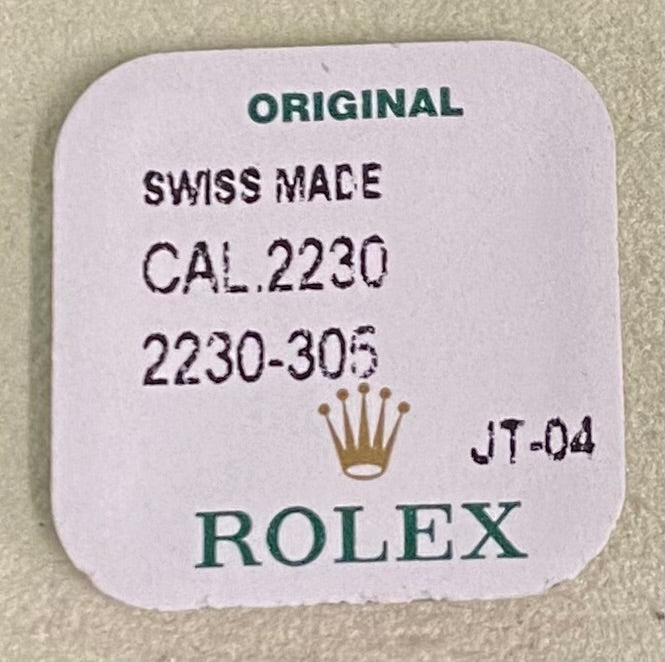 ORIGINAL
SWISS MADE
CAL.2230
2230-305
JT-04
ROLEX